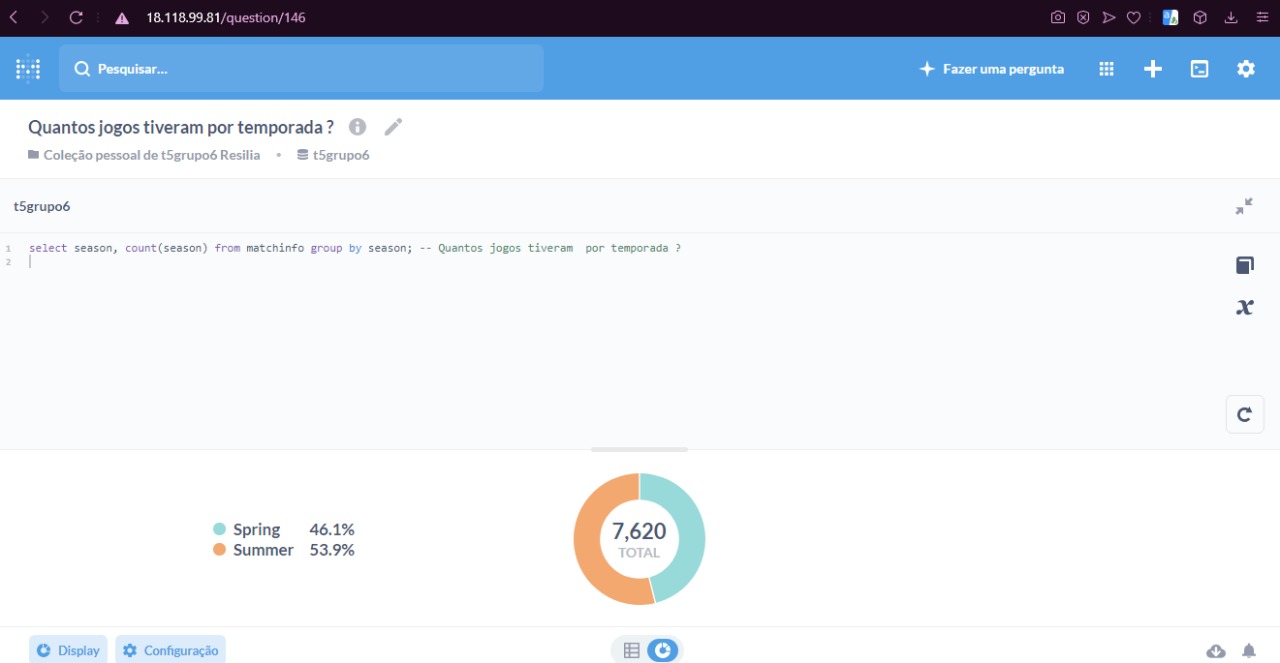 18.118.99.81/question/146
Pesquisar...
Fazer uma pergunta
Quantos jogos tiveram por temporada ?
Coleção pessoal de t5grupo6 Resilia • t5grupo6
t5grupo6
1 select season, count(season) from matchinfo group by season; -- Quantos jogos tiveram  por temporada ?
2
Spring 46.1%
Summer 53.9%
7,620
TOTAL
Display
Configuração